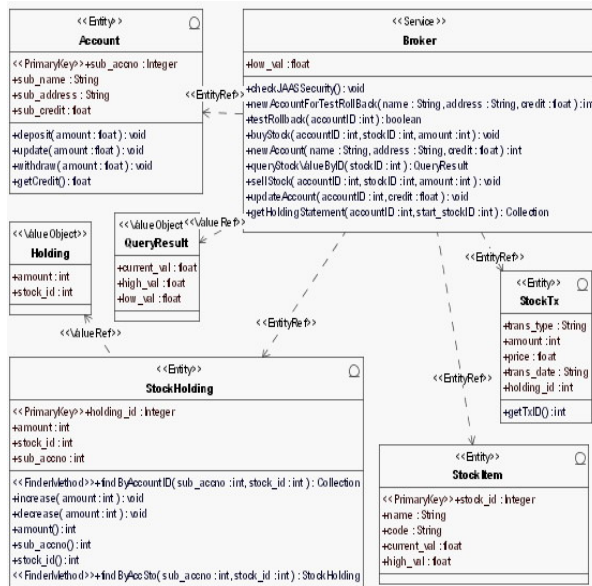 <<Entity>>
Account
<<PrimaryKey>>+sub_accno : Integer
+sub_name : String
+sub_address : String
+sub_credit : float
+deposit( amount : float ) : void
+update( amount : float ) : void
+withdraw( amount : float ) : void
+getCredit() : float
<<Service>>
Broker
+low_val : float
+checkJAASSecurity() : void
+newAccountForTestRollBack( name : String, address : String, credit : float ) : int
+testRollback( accountID : int ) : boolean
+buyStock( accountID : int, stockID : int, amount : int ) : void
+newAccount( name : String, address : String, credit : float ) : int
+queryStockValueByID( stockID : int ) : QueryResult
+sellStock( accountID : int, stockID : int, amount : int ) : void
+updateAccount( accountID : int, credit : float ) : void
+getHoldingStatement( accountID : int, start_stockID : int ) : Collection
<<EntityRef>>
<<ValueObject>>
Holding
+amount : int
+stock_id : int
<<ValueObject>>
QueryResult
+current_val : float
+high_val : float
+low_val : float
<<ValueRef>>
<<ValueRef>>
<<EntityRef>>
<<EntityRef>>
<<EntityRef>>
<<Entity>>
StockTx
+trans_type : String
+amount : int
+price : float
+trans_date : String
+holding_id : int
+getTxID() : int
<<Entity>>
StockHolding
<<PrimaryKey>>+holding_id : Integer
+amount : int
+stock_id : int
+sub_accno : int
<<FinderMethod>>+findByAccountID( sub_accno : int, stock_id : int ) : Collection
+increase( amount : int ) : void
+decrease( amount : int ) : void
+amount() : int
+sub_accno() : int
+stock_id() : int
<<FinderMethod>>+findByAccSto( sub_accno : int, stock_id : int ) : StockHolding
<<Entity>>
StockItem
<<PrimaryKey>>+stock_id : Integer
+name : String
+code : String
+current_val : float
+high_val : float